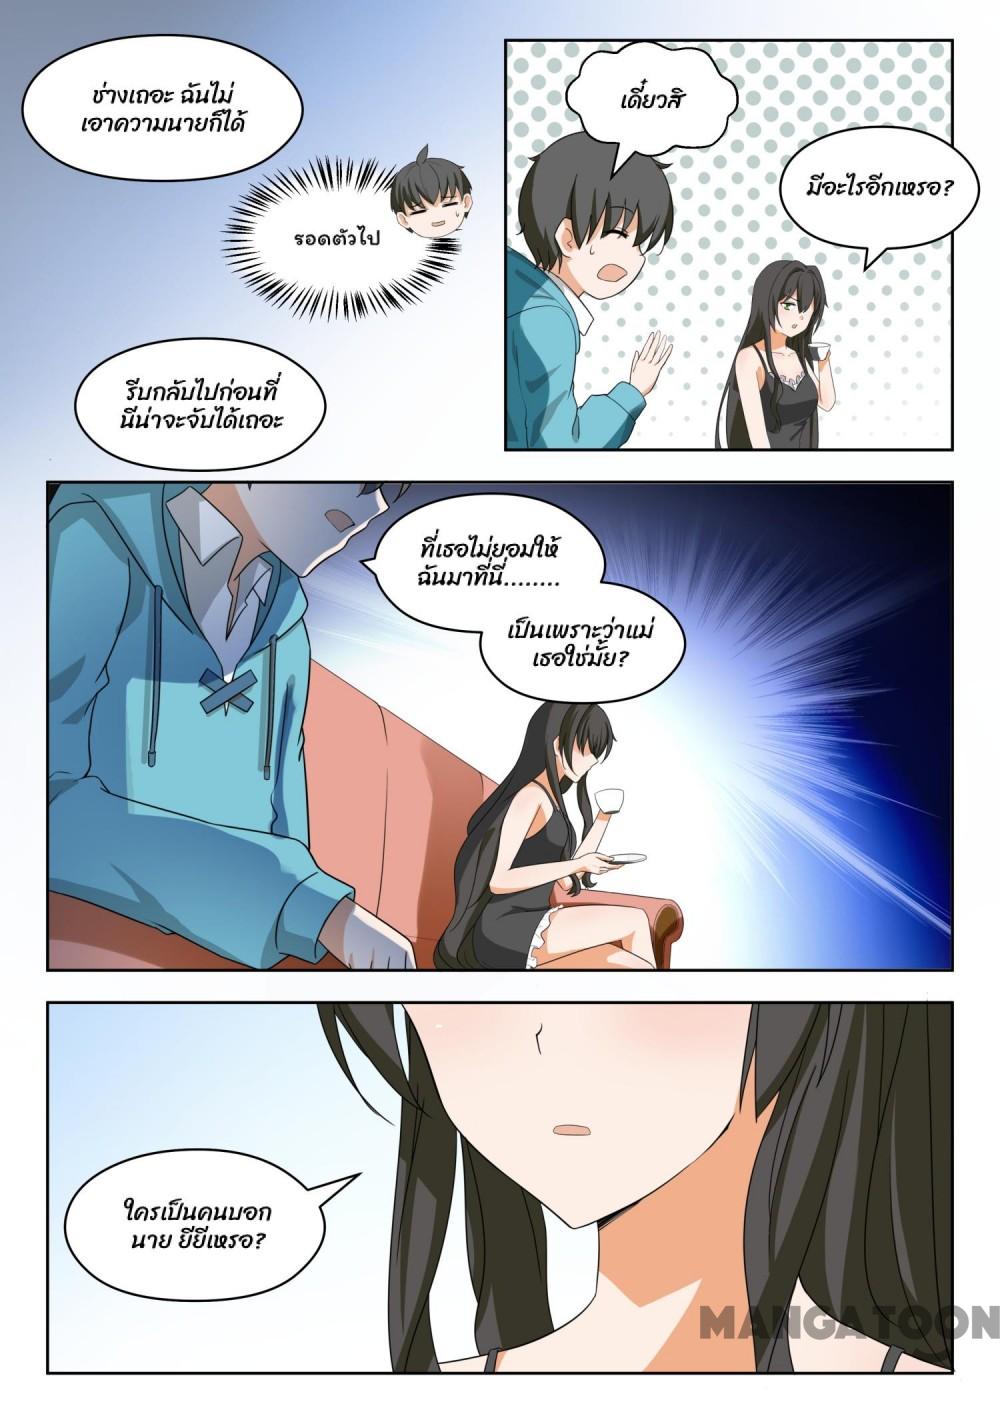 ช่างเถอะ ฉันไม่
เอาความนายก็ได้
รอดตัวไป
รีบกลับไปก่อนที่
นีน่าจะจับได้เถอะ
เดี๋ยวสิ
มีอะไรอีกเหรอ?
ที่เธอไม่ยอมให้
ฉันมาที่นี่........
เป็นเพราะว่าแม่
เธอใช่มั้ย?
ใครเป็นคนบอก
นาย ยียีเหรอ?
MANGATOON